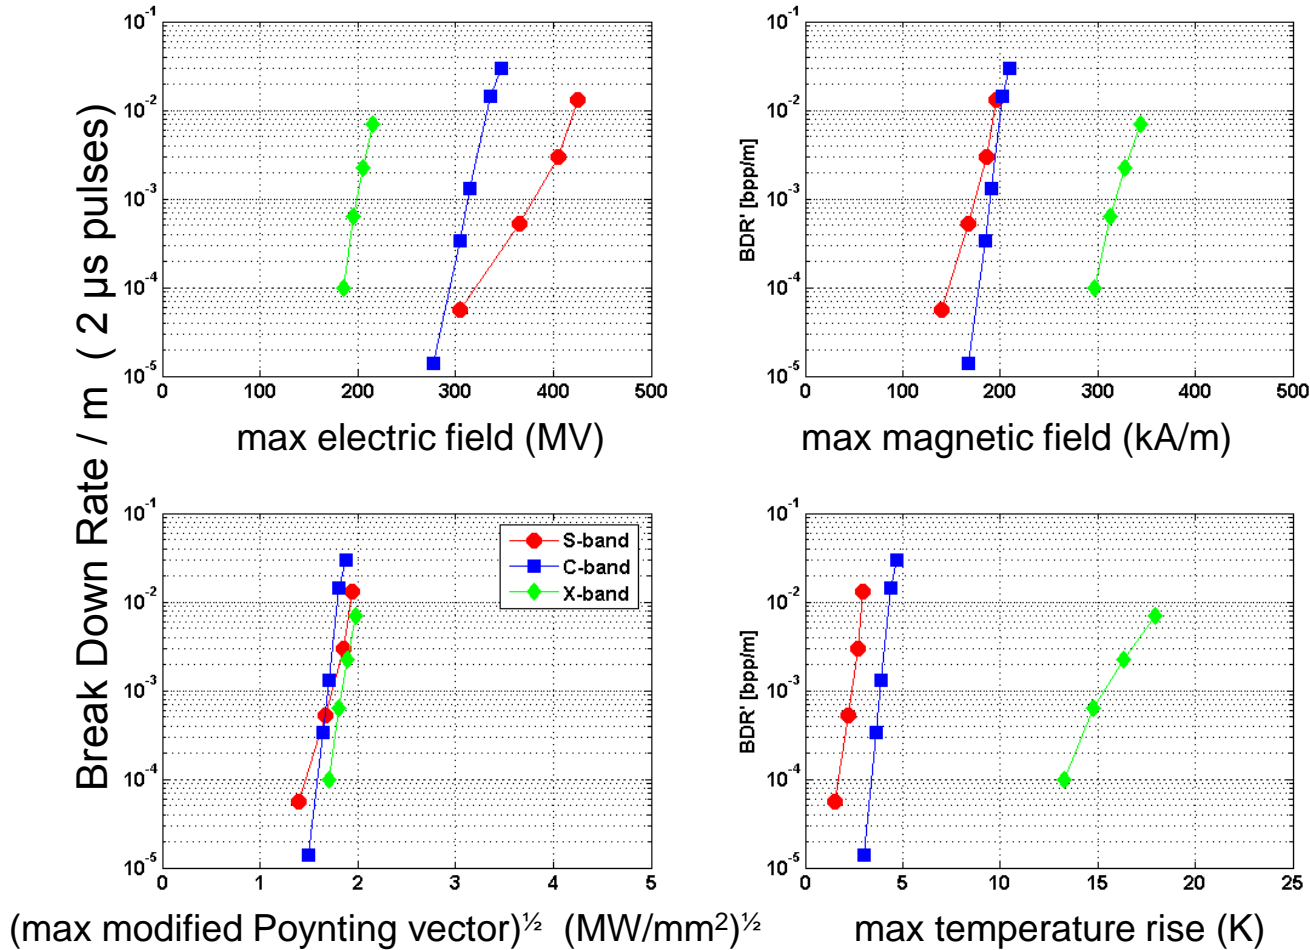 Break Down Rate / m ( 2 µs pulses)
10⁻¹
10⁻²
10⁻³
10⁻⁴
10⁻⁵
0 100 200 300 400 500
max electric field (MV)
BDR' [bpp/m]
10⁻¹
10⁻²
10⁻³
10⁻⁴
10⁻⁵
0 100 200 300 400 500
max magnetic field (kA/m)
10⁻¹
10⁻²
10⁻³
10⁻⁴
10⁻⁵
0 1 2 3 4 5
S-band
C-band
X-band
(max modified Poynting vector)^½ (MW/mm²)^½
BDR' [bpp/m]
10⁻¹
10⁻²
10⁻³
10⁻⁴
10⁻⁵
0 5 10 15 20 25
max temperature rise (K)